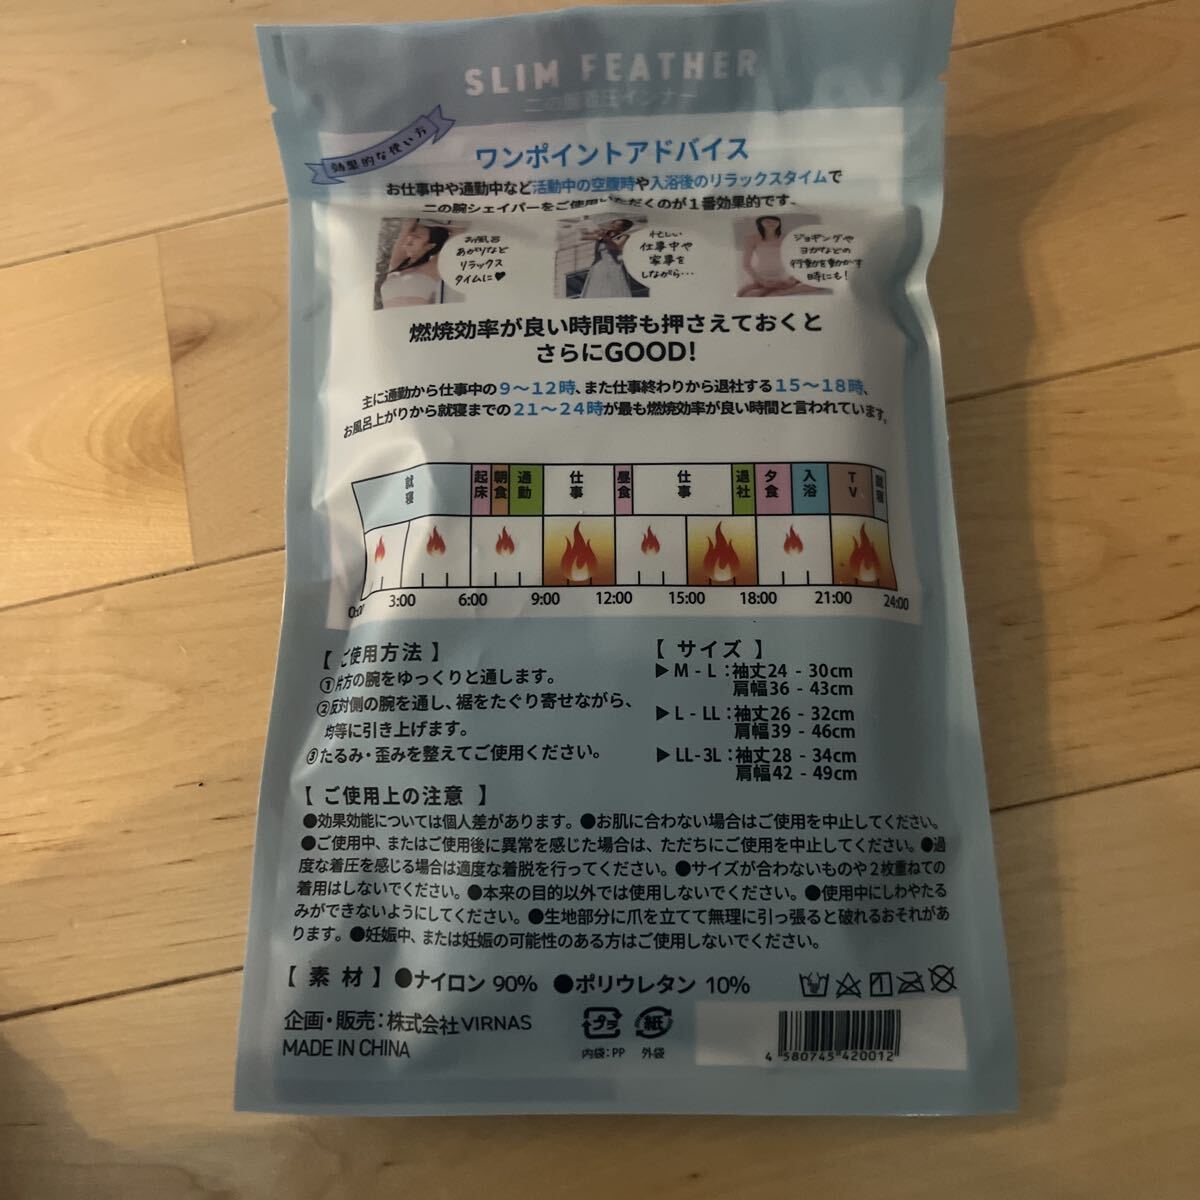 SLIM FEATHER
二の腕着圧インナー
効果的な使い方
ワンポイントアドバイス
お仕事中や通勤中など活動中の空腹時や入浴後のリラックスタイムで
二の腕シェイパーをご使用いただくのが1番効果的です。
お風呂
あがりなど
リラックス
タイムに♥
忙しい
仕事中や
家事を
しながら…
ジョギングや
ヨガなどの
行動を動かす
時にも!
燃焼効率が良い時間帯も押さえておくと
さらにGOOD!
主に通勤から仕事中の9〜12時、また仕事終わりから退社する15〜18時、
お風呂上がりから就寝までの21〜24時が最も燃焼効率が良い時間と言われています。
就寝 起床 朝食 通勤 仕事 昼食 仕事 退社 夕食 入浴 TV 就寝
0:00 3:00 6:00 9:00 12:00 15:00 18:00 21:00 24:00
【 ご使用方法 】
①片方の腕をゆっくりと通します。
②反対側の腕を通し、裾をたぐり寄せながら、
均等に引き上げます。
③たるみ・歪みを整えてご使用ください。
【 サイズ 】
▶M - L：袖丈24 - 30cm
肩幅36 - 43cm
▶L - LL：袖丈26 - 32cm
肩幅39 - 46cm
▶LL-3L：袖丈28 - 34cm
肩幅42 - 49cm
【 ご使用上の注意 】
●効果効能については個人差があります。●お肌に合わない場合はご使用を中止してください。
●ご使用中、またはご使用後に異常を感じた場合は、ただちにご使用を中止してください。●過
度な着圧を感じる場合は適度な着脱を行ってください。●サイズが合わないものや2枚重ねての
着用はしないでください。●本来の目的以外では使用しないでください。●使用中にしわやたる
みができないようにしてください。●生地部分に爪を立てて無理に引っ張ると破れるおそれがあ
ります。●妊娠中、または妊娠の可能性のある方はご使用しないでください。
【 素 材 】●ナイロン 90% ●ポリウレタン 10%
企画・販売：株式会社VIRNAS
MADE IN CHINA
プラ
内袋：PP
紙
外袋
4 580745 420012